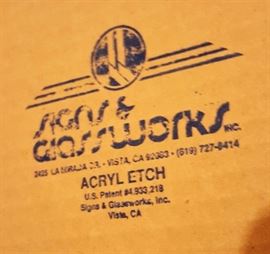 Signs &
Glassworks INC.
2425 LA MIRADA DR. • VISTA, CA 92083 • (619) 727-8414
ACRYL ETCH
U.S. Patent #4,933,218
Signs & Glassworks, Inc.
Vista, CA